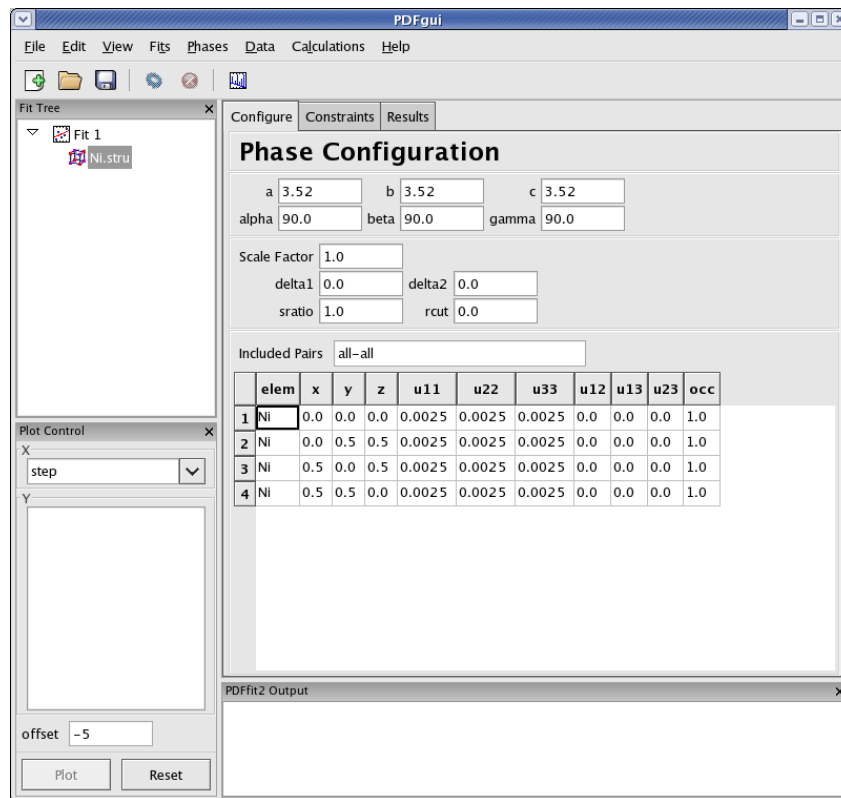 PDFgui
File Edit View Fits Phases Data Calculations Help
Fit Tree
Fit 1
Ni.stru
Plot Control
X
step
Y
offset -5
Plot Reset
Configure Constraints Results
Phase Configuration
a 3.52 b 3.52 c 3.52
alpha 90.0 beta 90.0 gamma 90.0
Scale Factor 1.0
delta1 0.0 delta2 0.0
sratio 1.0 rcut 0.0
Included Pairs all-all
elem x y z u11 u22 u33 u12 u13 u23 occ
1 Ni 0.0 0.0 0.0 0.0025 0.0025 0.0025 0.0 0.0 0.0 1.0
2 Ni 0.0 0.5 0.5 0.0025 0.0025 0.0025 0.0 0.0 0.0 1.0
3 Ni 0.5 0.0 0.5 0.0025 0.0025 0.0025 0.0 0.0 0.0 1.0
4 Ni 0.5 0.5 0.0 0.0025 0.0025 0.0025 0.0 0.0 0.0 1.0
PDFfit2 Output